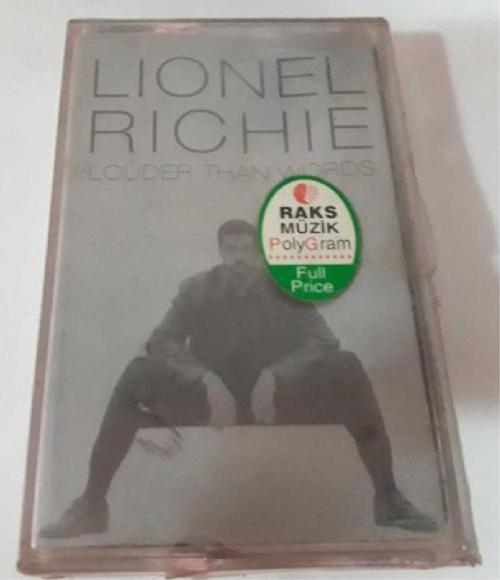 LIONEL
RICHIE
LOUDER THAN WORDS
RAKS
MÜZİK
PolyGram
Full
Price